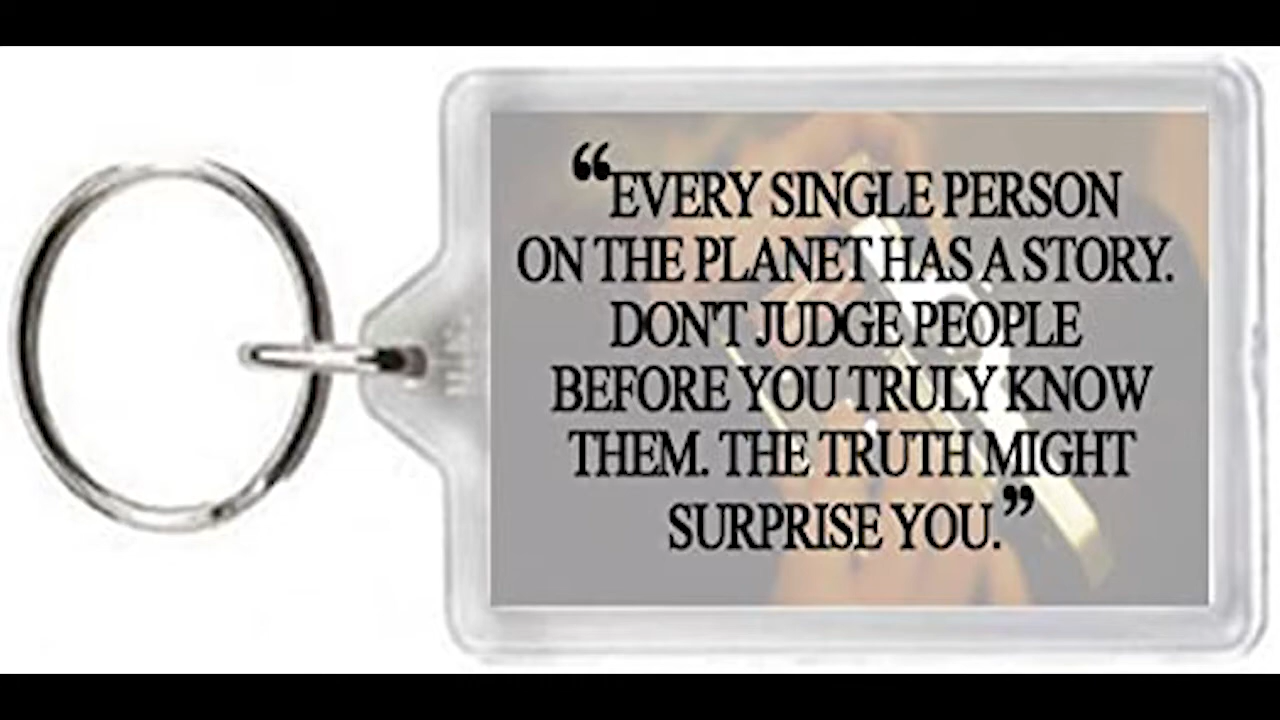 “EVERY SINGLE PERSON
ON THE PLANET HAS A STORY.
DON'T JUDGE PEOPLE
BEFORE YOU TRULY KNOW
THEM. THE TRUTH MIGHT
SURPRISE YOU.”